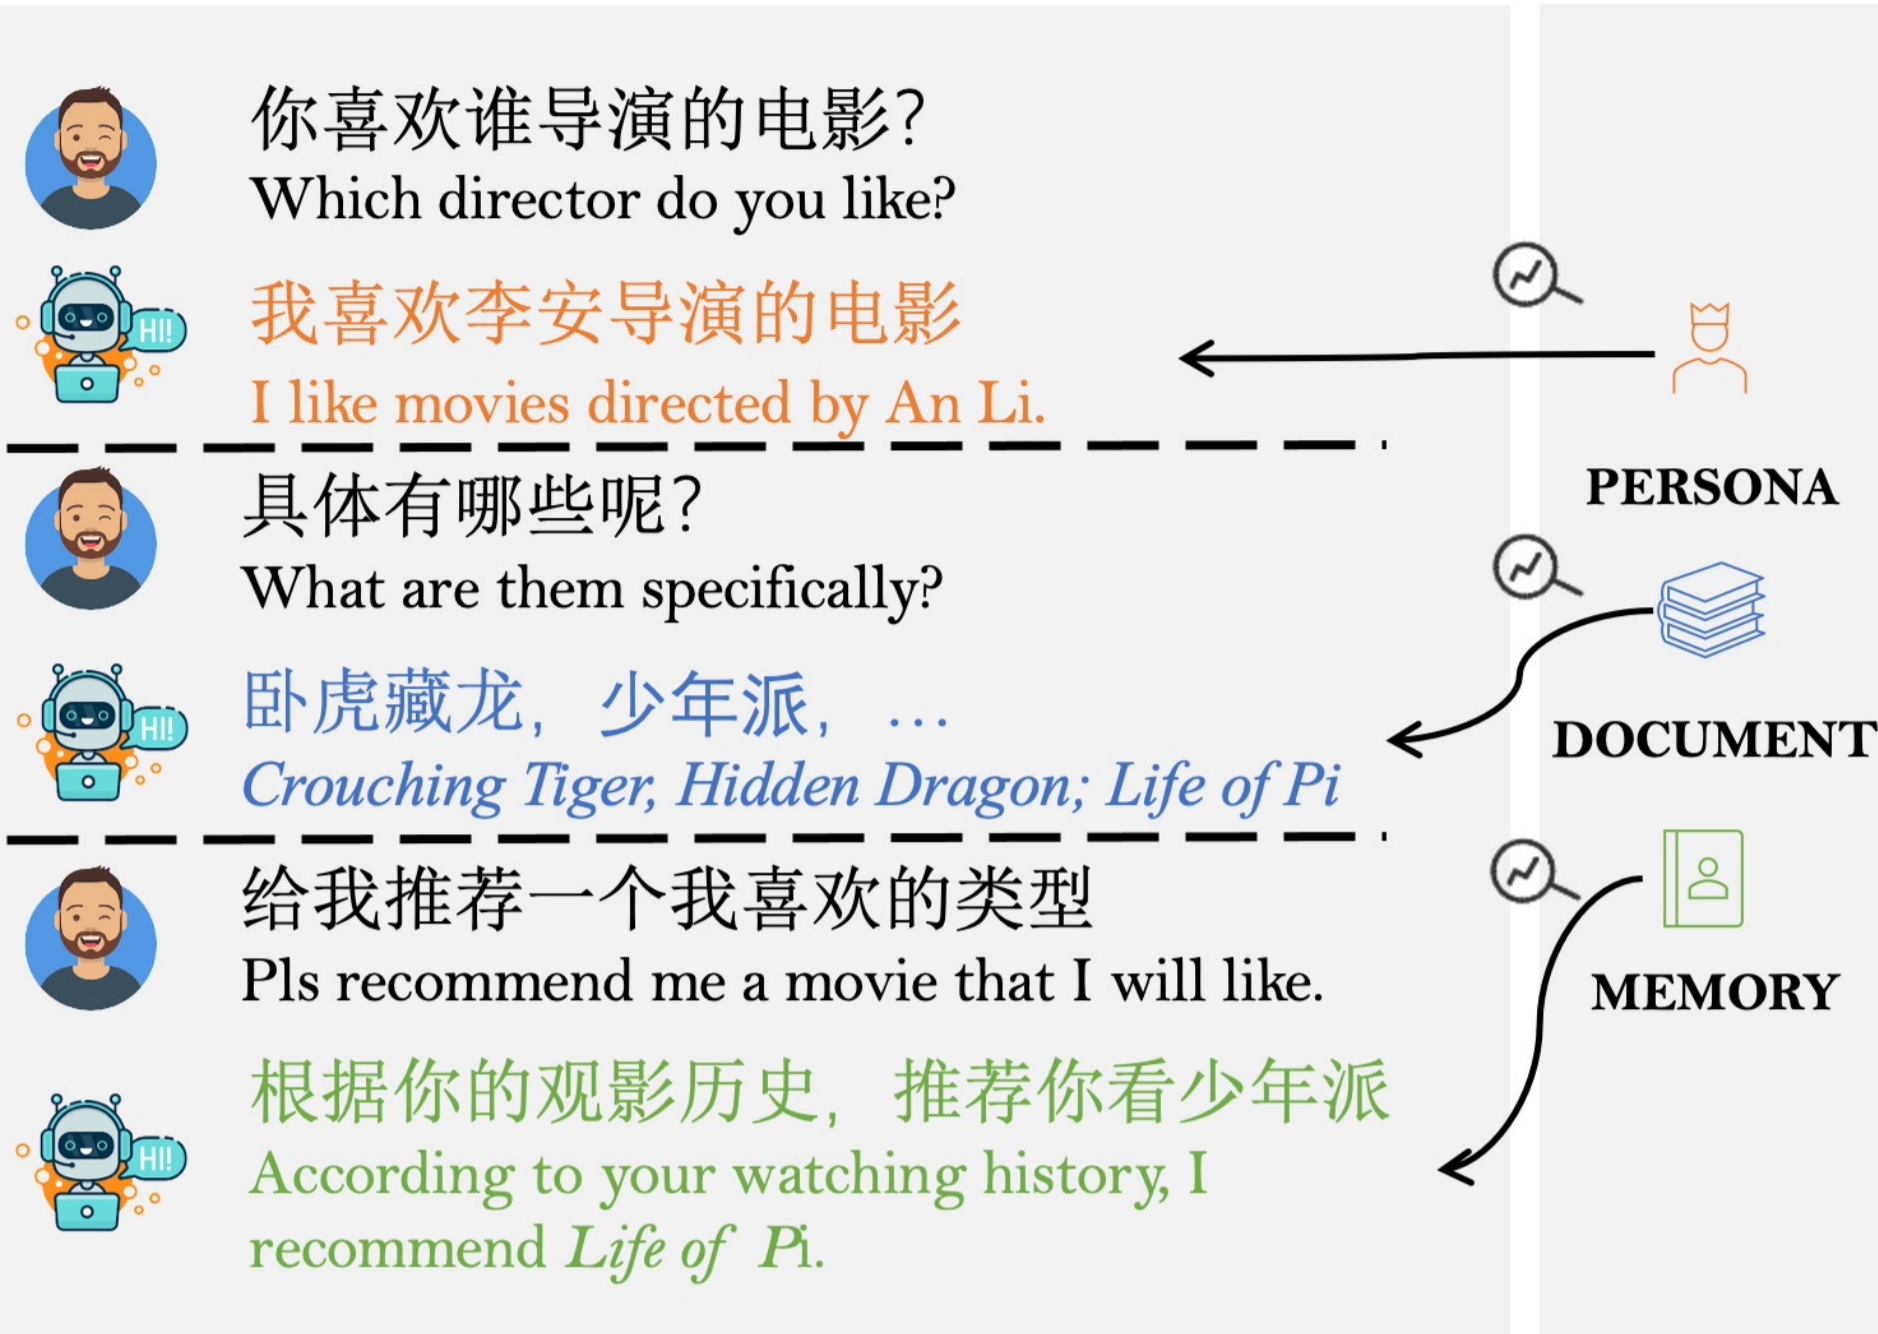 你喜欢谁导演的电影？
Which director do you like?
HI!
我喜欢李安导演的电影
I like movies directed by An Li.
PERSONA
具体有哪些呢？
What are them specifically?
HI!
卧虎藏龙，少年派，…
Crouching Tiger, Hidden Dragon; Life of Pi
DOCUMENT
给我推荐一个我喜欢的类型
Pls recommend me a movie that I will like.
MEMORY
HI!
根据你的观影历史，推荐你看少年派
According to your watching history, I
recommend Life of Pi.